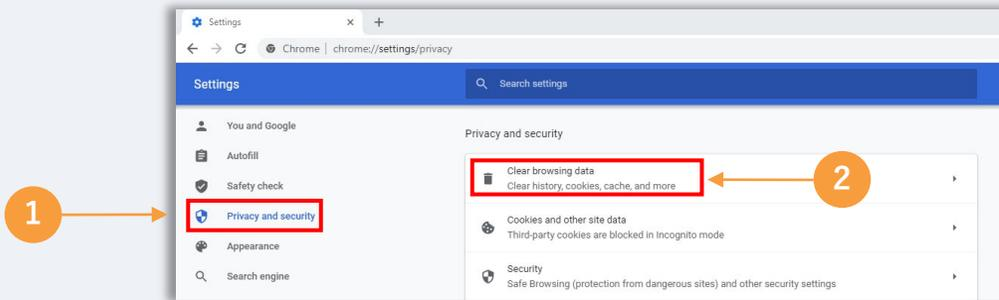 Settings
Chrome | chrome://settings/privacy
Settings
Search settings
You and Google
Autofill
Safety check
1
Privacy and security
Appearance
Search engine
Privacy and security
Clear browsing data
Clear history, cookies, cache, and more
2
Cookies and other site data
Third-party cookies are blocked in Incognito mode
Security
Safe Browsing (protection from dangerous sites) and other security settings